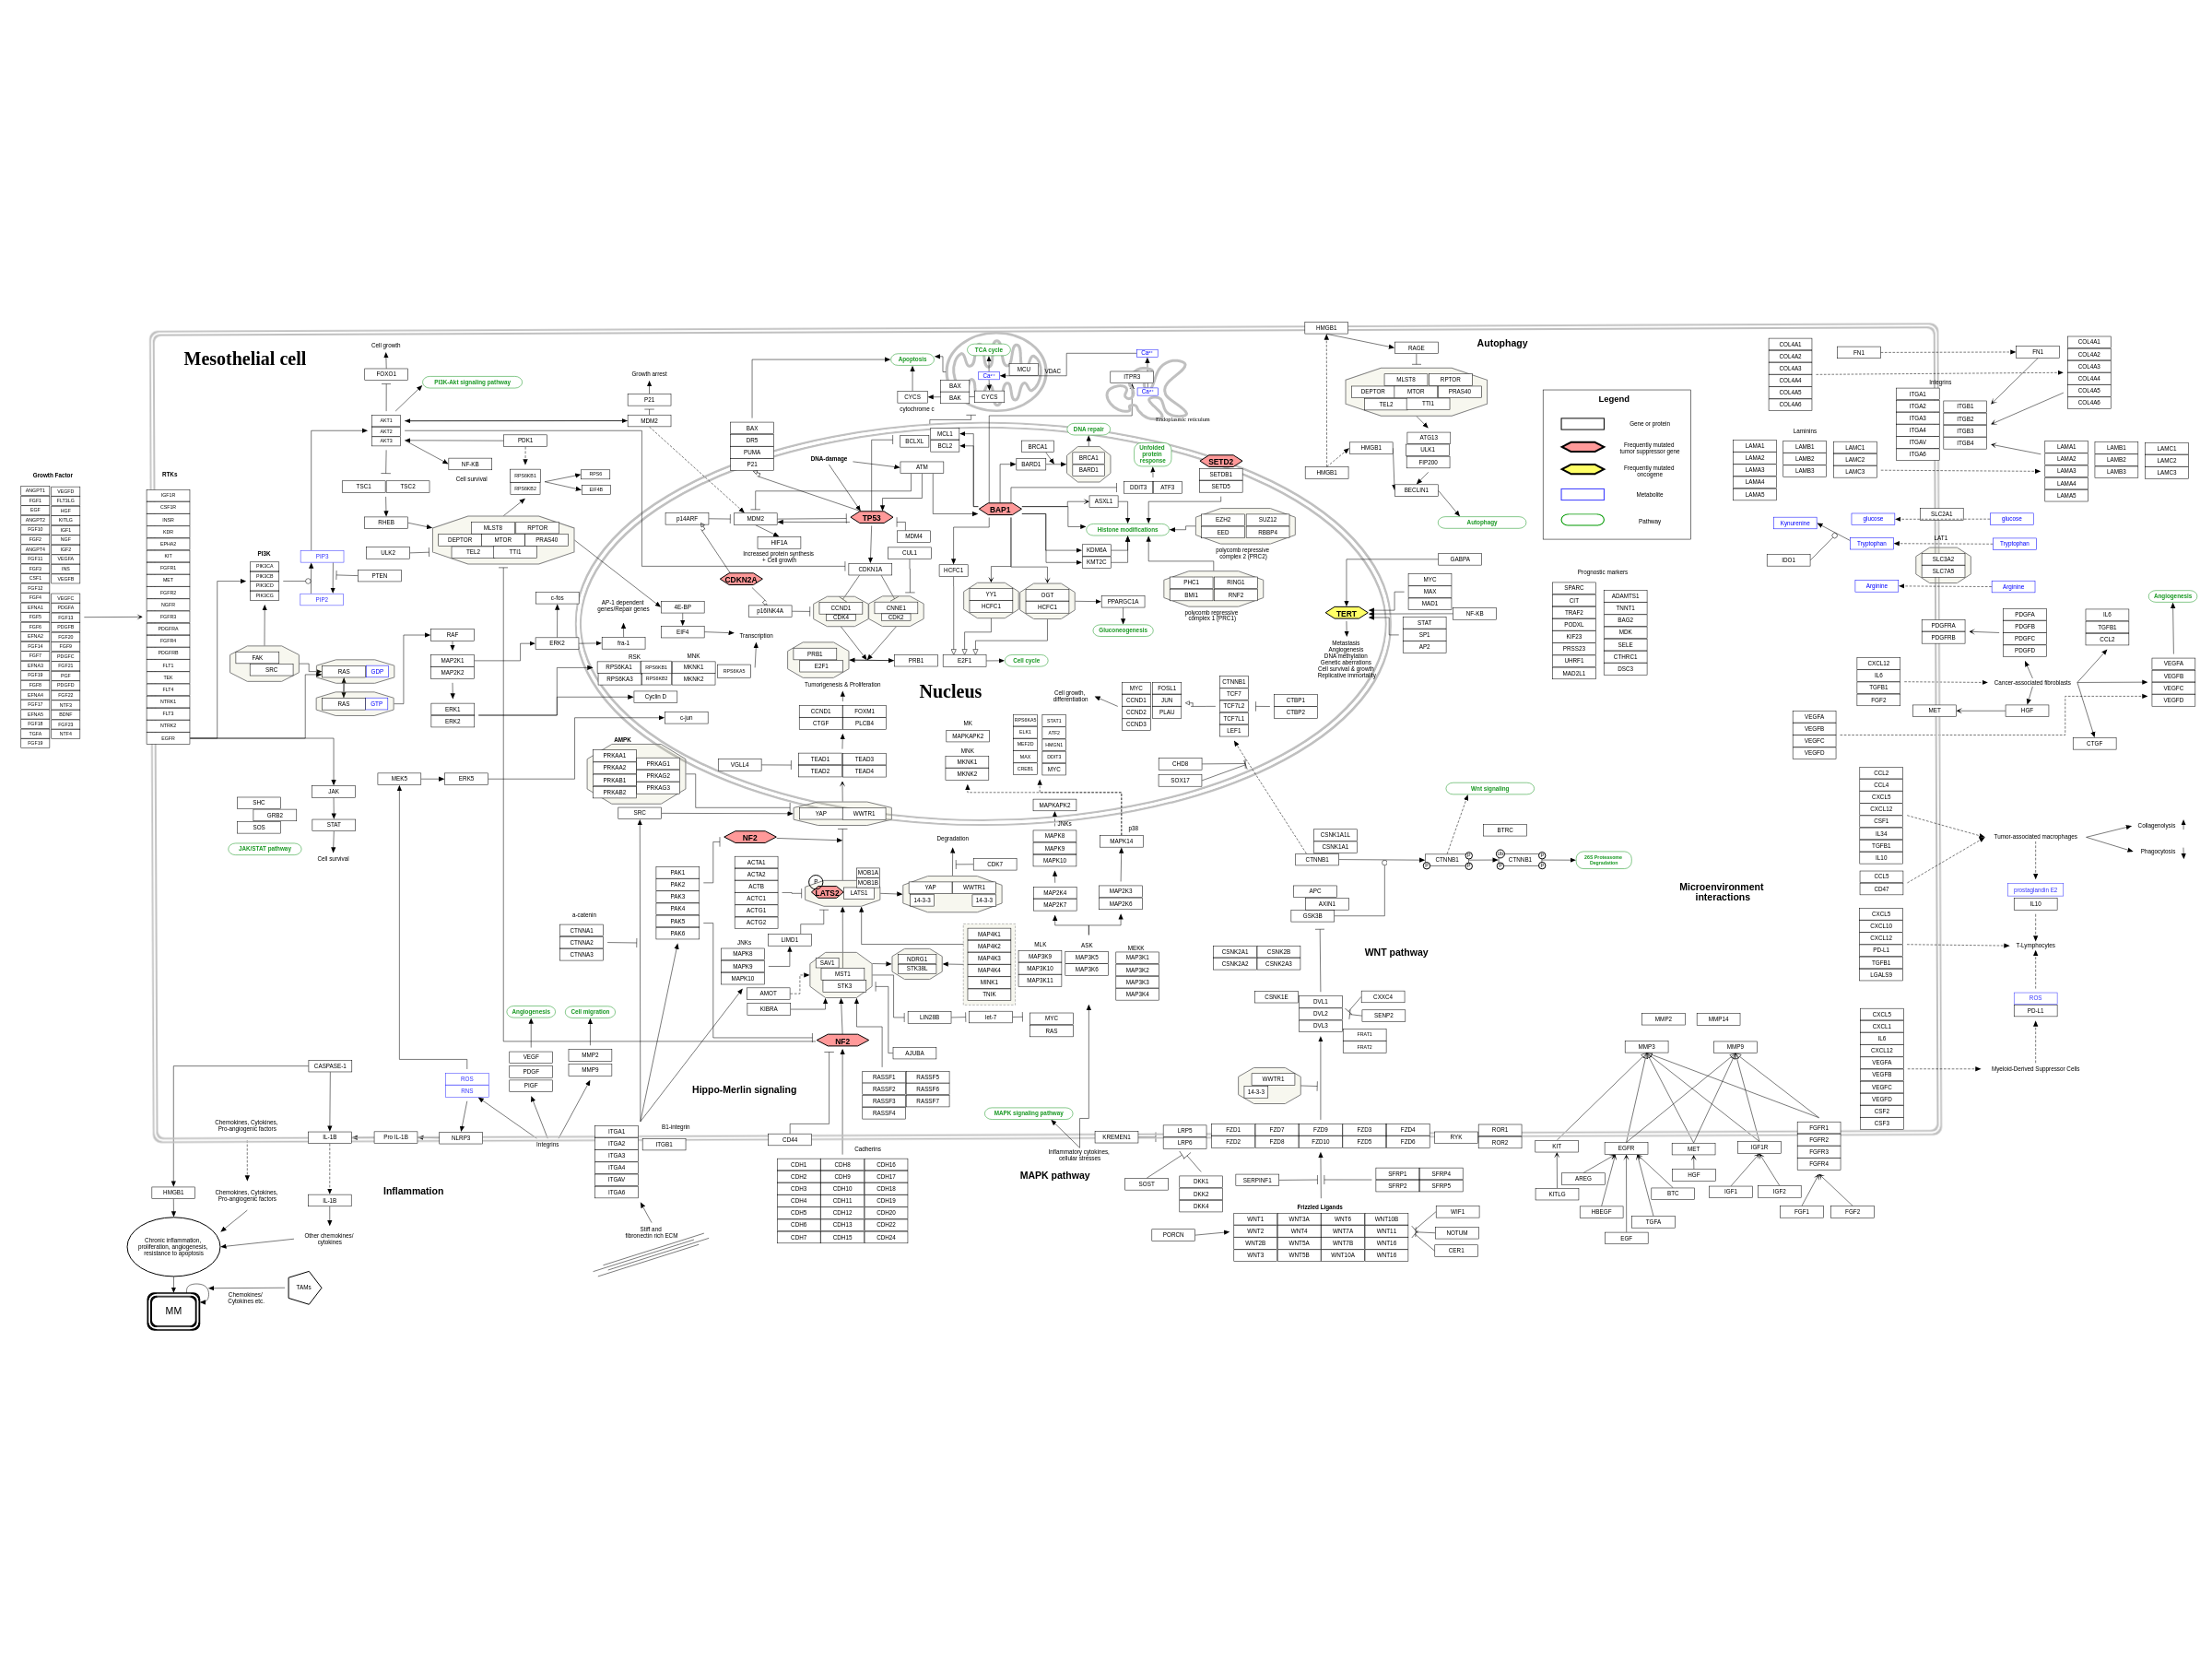 Mesothelial cell
Nucleus
Autophagy
Microenvironment
interactions
WNT pathway
MAPK pathway
Hippo-Merlin signaling
Inflammation
Legend
Gene or protein
Frequently mutated
tumor suppressor gene
Frequently mutated
oncogene
Metabolite
Pathway
Growth Factor
ANGPT1
FGF1
EGF
ANGPT2
FGF10
FGF2
ANGPT4
FGF11
FGF3
CSF1
FGF12
FGF4
EFNA1
FGF5
FGF6
EFNA2
FGF14
FGF7
EFNA3
FGF16
FGF8
EFNA4
FGF17
EFNA5
FGF18
TGFA
FGF19
VEGFD
FLT1LG
HGF
KITLG
IGF1
NGF
IGF2
VEGFA
INS
VEGFB
VEGFC
PDGFA
FGF13
PDGFB
FGF20
FGF9
PDGFC
FGF21
PGF
PDGFD
FGF22
NTF3
BDNF
FGF23
NTF4
RTKs
IGF1R
CSF1R
INSR
KDR
EPHA2
KIT
FGFR1
MET
FGFR2
NGFR
FGFR3
PDGFRA
FGFR4
PDGFRB
FLT1
TEK
FLT4
NTRK1
FLT3
NTRK2
EGFR
PI3K
PIK3CA
PIK3CB
PIK3CD
PIK3CG
PIP3
PIP2
PTEN
FAK
SRC
RAS
GDP
RAS
GTP
RAF
MAP2K1
MAP2K2
ERK1
ERK2
Cell growth
FOXO1
PI3K-Akt signaling pathway
AKT1
AKT2
AKT3
PDK1
NF-KB
Cell survival
TSC1
TSC2
RHEB
ULK2
RPS6KB1
RPS6KB2
RPS6
EIF4B
MLST8
RPTOR
DEPTOR
MTOR
PRAS40
TEL2
TTI1
Growth arrest
P21
MDM2
c-fos
ERK2
AP-1 dependent
genes/Repair genes
fra-1
4E-BP
EIF4
Transcription
RSK
RPS6KA1
RPS6KA3
RPS6KB1
RPS6KB2
MNK
MKNK1
MKNK2
RPS6KA5
Cyclin D
c-jun
MEK5
ERK5
JAK
STAT
Cell survival
SHC
GRB2
SOS
JAK/STAT pathway
BAX
DR5
PUMA
P21
DNA-damage
ATM
p14ARF
MDM2
TP53
MDM4
HIF1A
Increased protein synthesis
+ Cell growth
CDKN2A
p16INK4A
CDKN1A
CUL1
CCND1
CDK4
CNNE1
CDK2
PRB1
E2F1
PRB1
E2F1
Cell cycle
Apoptosis
CYCS
cytochrome c
BAX
BAK
TCA cycle
Ca²⁺
CYCS
MCU
VDAC
Ca²⁺
ITPR3
Ca²⁺
Endoplasmic reticulum
BCLXL
MCL1
BCL2
BAP1
HCFC1
YY1
HCFC1
OGT
HCFC1
PPARGC1A
Gluconeogenesis
BRCA1
BARD1
DNA repair
BRCA1
BARD1
Unfolded
protein
response
DDIT3
ATF3
ASXL1
Histone modifications
KDM6A
KMT2C
SETD2
SETDB1
SETD5
EZH2
SUZ12
EED
RBBP4
polycomb repressive
complex 2 (PRC2)
PHC1
RING1
BMI1
RNF2
polycomb repressive
complex 1 (PRC1)
HMGB1
RAGE
MLST8
RPTOR
DEPTOR
MTOR
PRAS40
TEL2
TTI1
HMGB1
HMGB1
ATG13
ULK1
FIP200
BECLIN1
Autophagy
GABPA
MYC
MAX
MAD1
NF-KB
STAT
SP1
AP2
TERT
Metastasis
Angiogenesis
DNA methylation
Genetic aberrations
Cell survival & growth
Replicative immortality
Prognostic markers
SPARC
CIT
TRAF2
PODXL
KIF23
PRSS23
UHRF1
MAD2L1
ADAMTS1
TNNT1
BAG2
MDK
SELE
CTHRC1
DSC3
COL4A1
COL4A2
COL4A3
COL4A4
COL4A5
COL4A6
FN1
FN1
COL4A1
COL4A2
COL4A3
COL4A4
COL4A5
COL4A6
Integrins
ITGA1
ITGA2
ITGA3
ITGA4
ITGAV
ITGA6
ITGB1
ITGB2
ITGB3
ITGB4
Laminins
LAMA1
LAMA2
LAMA3
LAMA4
LAMA5
LAMB1
LAMB2
LAMB3
LAMC1
LAMC2
LAMC3
LAMA1
LAMA2
LAMA3
LAMA4
LAMA5
LAMB1
LAMB2
LAMB3
LAMC1
LAMC2
LAMC3
Kynurenine
IDO1
glucose
SLC2A1
glucose
Tryptophan
LAT1
Tryptophan
SLC3A2
SLC7A5
Arginine
Arginine
PDGFRA
PDGFRB
PDGFA
PDGFB
PDGFC
PDGFD
IL6
TGFB1
CCL2
Angiogenesis
CXCL12
IL6
TGFB1
FGF2
Cancer-associated fibroblasts
VEGFA
VEGFB
VEGFC
VEGFD
MET
HGF
CTGF
VEGFA
VEGFB
VEGFC
VEGFD
CCL2
CCL4
CXCL5
CXCL12
CSF1
IL34
TGFB1
IL10
CCL5
CD47
Tumor-associated macrophages
Collagenolysis
Phagocytosis
prostaglandin E2
IL10
T-Lymphocytes
CXCL5
CXCL10
CXCL12
PD-L1
TGFB1
LGALS9
ROS
PD-L1
CXCL5
CXCL1
IL6
CXCL12
VEGFA
VEGFB
VEGFC
VEGFD
CSF2
CSF3
Myeloid-Derived Suppressor Cells
MMP2
MMP14
MMP3
MMP9
KIT
EGFR
MET
IGF1R
FGFR1
FGFR2
FGFR3
FGFR4
KITLG
AREG
HBEGF
EGF
TGFA
BTC
HGF
IGF1
IGF2
FGF1
FGF2
Tumorigenesis & Proliferation
CCND1
FOXM1
CTGF
PLCB4
VGLL4
TEAD1
TEAD3
TEAD2
TEAD4
AMPK
PRKAA1
PRKAA2
PRKAB1
PRKAB2
PRKAG1
PRKAG2
PRKAG3
SRC
YAP
WWTR1
NF2
Degradation
CDK7
YAP
WWTR1
14-3-3
14-3-3
ACTA1
ACTA2
ACTB
ACTC1
ACTG1
ACTG2
P
LATS2
LATS1
MOB1A
MOB1B
PAK1
PAK2
PAK3
PAK4
PAK5
PAK6
a-catenin
CTNNA1
CTNNA2
CTNNA3
JNKs
MAPK8
MAPK9
MAPK10
LIMD1
SAV1
MST1
STK3
AMOT
KIBRA
NDRG1
STK38L
MAP4K1
MAP4K2
MAP4K3
MAP4K4
MINK1
TNIK
LIN28B
let-7
MYC
RAS
NF2
AJUBA
RASSF1
RASSF5
RASSF2
RASSF6
RASSF3
RASSF7
RASSF4
MK
MAPKAPK2
MNK
MKNK1
MKNK2
RPS6KA5
ELK1
MEF2D
MAX
CREB1
STAT1
ATF2
HMGN1
DDIT3
MYC
MAPKAPK2
JNKs
MAPK8
MAPK9
MAPK10
p38
MAPK14
MAP2K4
MAP2K7
MAP2K3
MAP2K6
MLK
MAP3K9
MAP3K10
MAP3K11
ASK
MAP3K5
MAP3K6
MEKK
MAP3K1
MAP3K2
MAP3K3
MAP3K4
MAPK signaling pathway
Inflammatory cytokines,
cellular stresses
Cell growth,
differentiation
MYC
CCND1
CCND2
CCND3
FOSL1
JUN
PLAU
CTNNB1
TCF7
TCF7L2
TCF7L1
LEF1
CTBP1
CTBP2
CHD8
SOX17
Wnt signaling
CSNK1A1L
CSNK1A1
CTNNB1
BTRC
CTNNB1
P
P
P
CTNNB1
Ub
P
P
P
26S Proteasome
Degradation
APC
AXIN1
GSK3B
CSNK2A1
CSNK2B
CSNK2A2
CSNK2A3
CSNK1E
DVL1
DVL2
DVL3
CXXC4
SENP2
FRAT1
FRAT2
WWTR1
14-3-3
KREMEN1
LRP5
LRP6
FZD1
FZD7
FZD9
FZD3
FZD4
FZD2
FZD8
FZD10
FZD5
FZD6
RYK
ROR1
ROR2
SOST
DKK1
DKK2
DKK4
SERPINF1
SFRP1
SFRP4
SFRP2
SFRP5
Frizzled Ligands
PORCN
WNT1
WNT3A
WNT6
WNT10B
WNT2
WNT4
WNT7A
WNT11
WNT2B
WNT5A
WNT7B
WNT16
WNT3
WNT5B
WNT10A
WNT16
WIF1
NOTUM
CER1
Angiogenesis
VEGF
PDGF
PIGF
Cell migration
MMP2
MMP9
ROS
RNS
Integrins
ITGA1
ITGA2
ITGA3
ITGA4
ITGAV
ITGA6
B1-integrin
ITGB1
CD44
Cadherins
CDH1
CDH8
CDH16
CDH2
CDH9
CDH17
CDH3
CDH10
CDH18
CDH4
CDH11
CDH19
CDH5
CDH12
CDH20
CDH6
CDH13
CDH22
CDH7
CDH15
CDH24
Stiff and
fibronectin rich ECM
CASPASE-1
Chemokines, Cytokines,
Pro-angiogenic factors
IL-1B
Pro IL-1B
NLRP3
HMGB1
Chemokines, Cytokines,
Pro-angiogenic factors
IL-1B
Other chemokines/
cytokines
Chronic inflammation,
proliferation, angiogenesis,
resistance to apoptosis
MM
Chemokines/
Cytokines etc.
TAMs